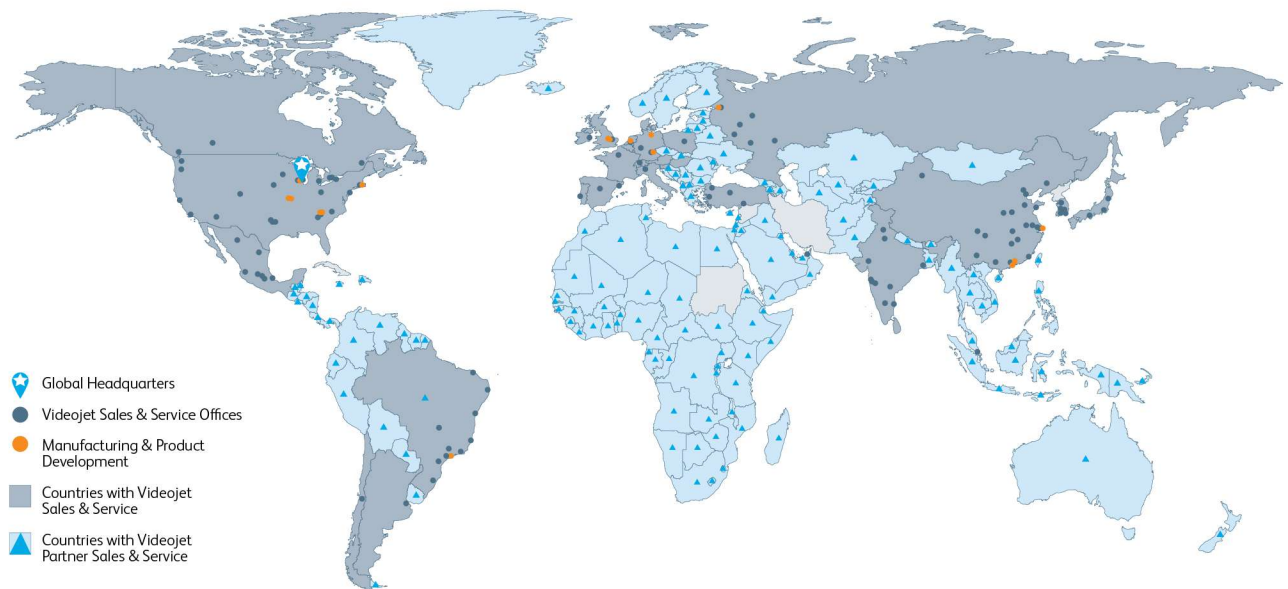 Global Headquarters
Videojet Sales & Service Offices
Manufacturing & Product
Development
Countries with Videojet
Sales & Service
Countries with Videojet
Partner Sales & Service